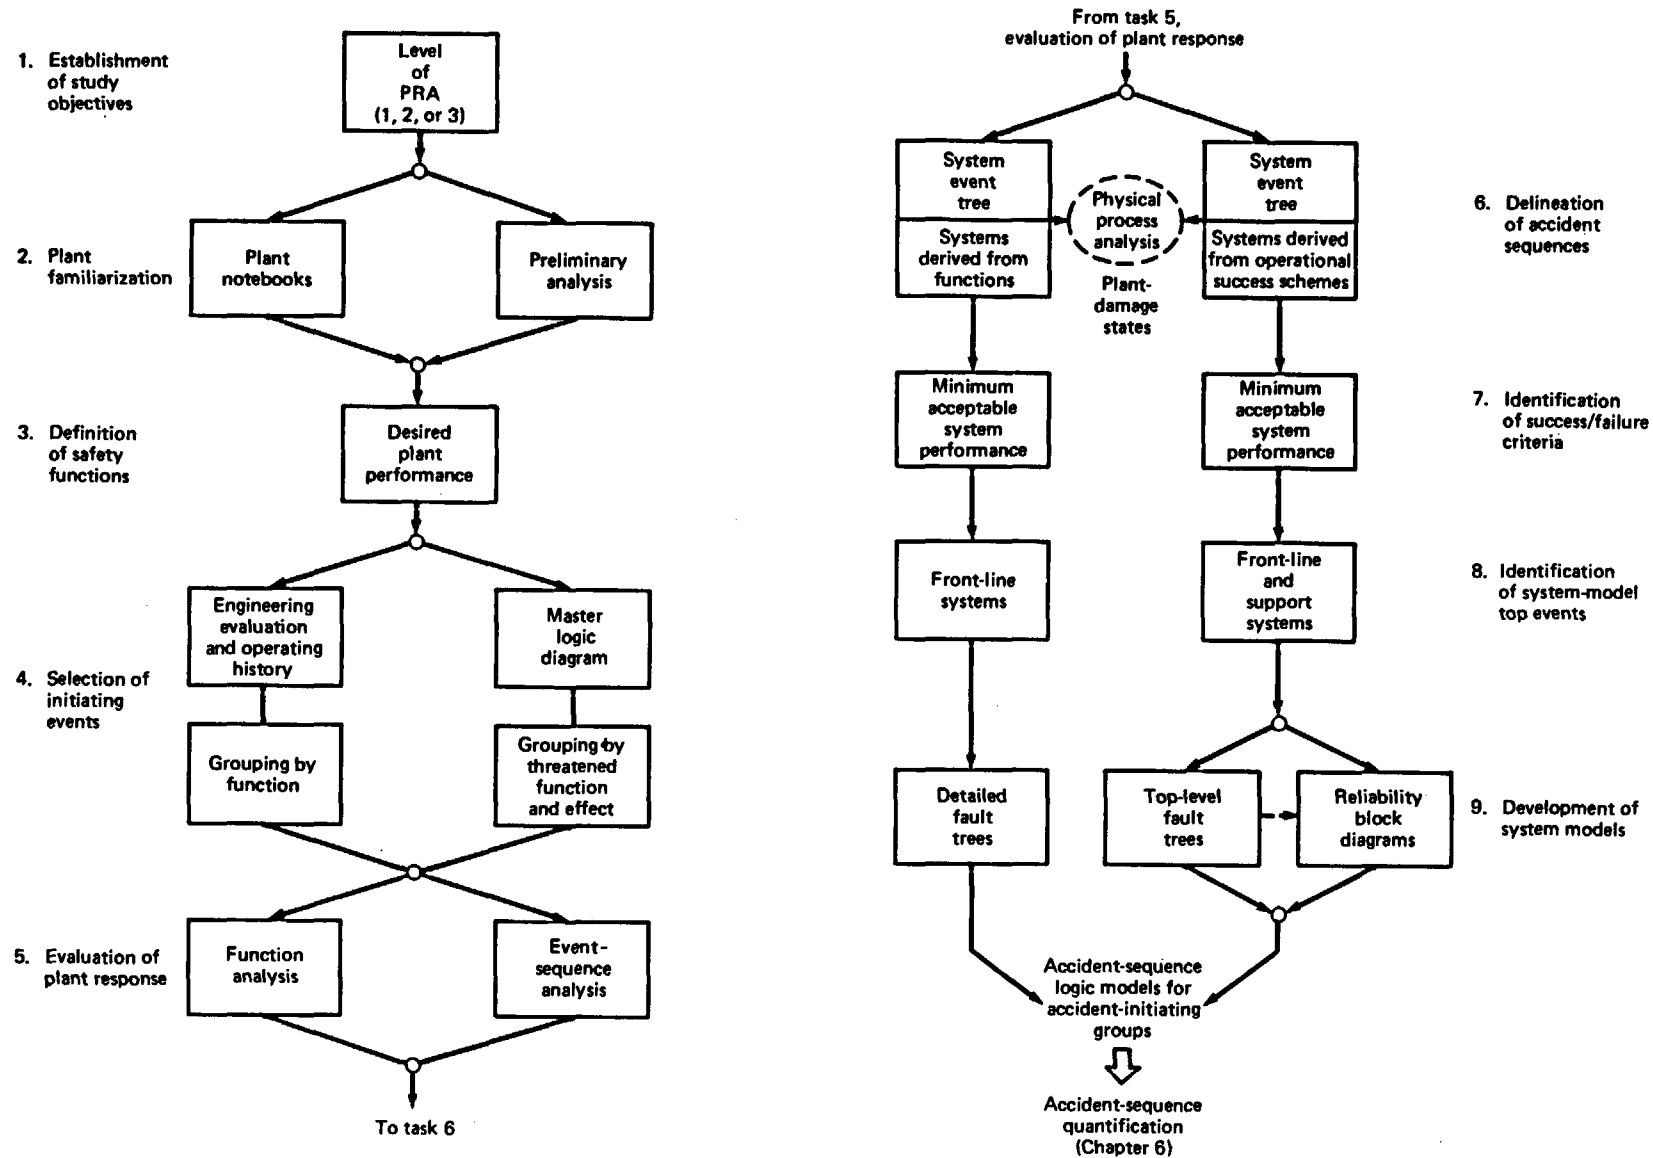 1. Establishment
of study
objectives
Level
of
PRA
(1, 2, or 3)
2. Plant
familiarization
Plant
notebooks
Preliminary
analysis
3. Definition
of safety
functions
Desired
plant
performance
4. Selection of
initiating
events
Engineering
evaluation
and operating
history
Master
logic
diagram
Grouping by
function
Grouping by
threatened
function
and effect
5. Evaluation of
plant response
Function
analysis
Event-
sequence
analysis
To task 6
From task 5,
evaluation of plant response
System
event
tree
Systems
derived from
functions
Physical
process
analysis
Plant-
damage
states
System
event
tree
Systems derived
from operational
success schemes
6. Delineation
of accident
sequences
Minimum
acceptable
system
performance
Minimum
acceptable
system
performance
7. Identification
of success/failure
criteria
Front-line
systems
Front-line
and
support
systems
8. Identification
of system-model
top events
Detailed
fault
trees
Top-level
fault
trees
Reliability
block
diagrams
9. Development of
system models
Accident-sequence
logic models for
accident-initiating
groups
Accident-sequence
quantification
(Chapter 6)